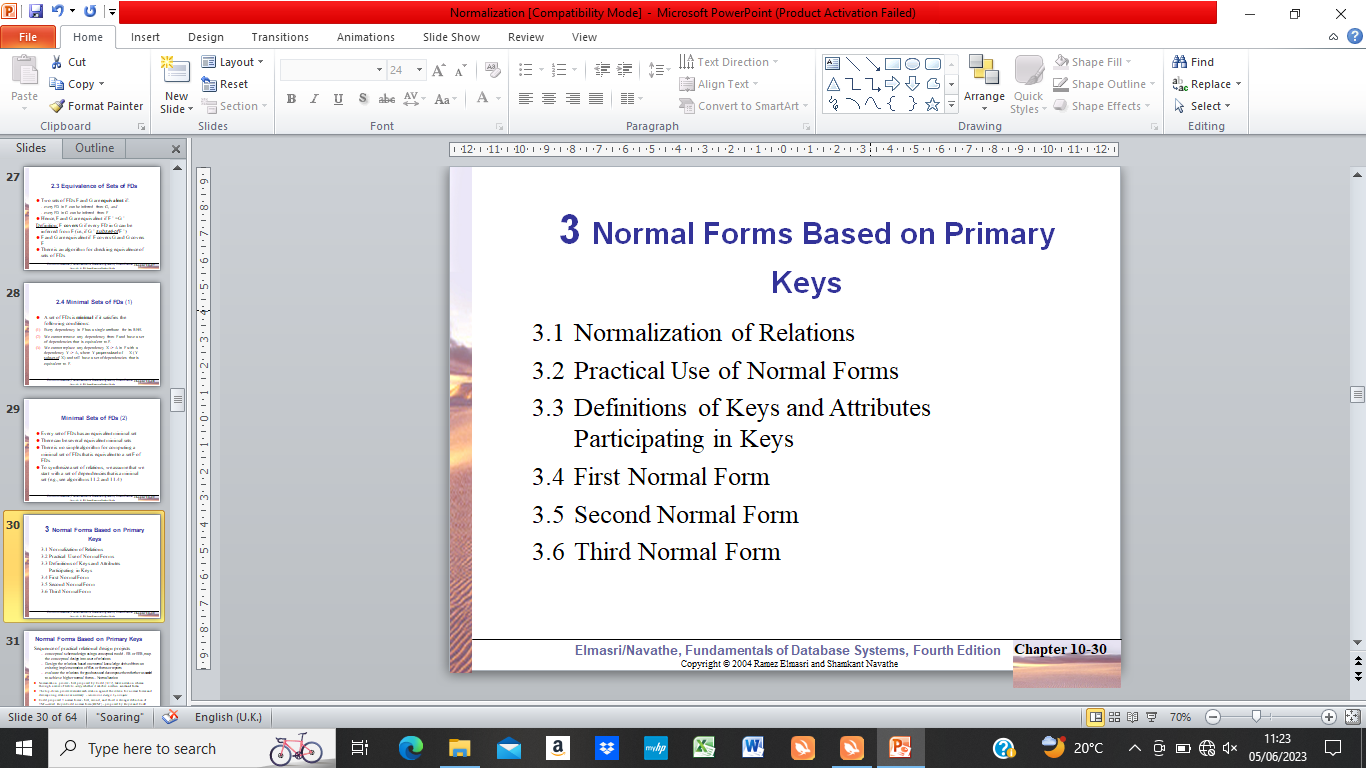 Normalization [Compatibility Mode] - Microsoft PowerPoint (Product Activation Failed)
File Home Insert Design Transitions Animations Slide Show Review View
Paste
Cut
Copy
Format Painter
Clipboard
New Slide
Layout
Reset
Section
Slides
24
B I U S abc AV Aa A
Font
Text Direction
Align Text
Convert to SmartArt
Paragraph
Arrange
Quick Styles
Shape Fill
Shape Outline
Shape Effects
Drawing
Find
Replace
Select
Editing
Slides Outline
27
2.3 Equivalence of Sets of FDs
28
2.4 Minimal Sets of FDs (1)
29
Minimal Sets of FDs (2)
30
3 Normal Forms Based on Primary
Keys
3.1 Normalization of Relations
3.2 Practical Use of Normal Forms
3.3 Definitions of Keys and Attributes
Participating in Keys
3.4 First Normal Form
3.5 Second Normal Form
3.6 Third Normal Form
31
Normal Forms Based on Primary Keys
3 Normal Forms Based on Primary
Keys
3.1 Normalization of Relations
3.2 Practical Use of Normal Forms
3.3 Definitions of Keys and Attributes
Participating in Keys
3.4 First Normal Form
3.5 Second Normal Form
3.6 Third Normal Form
Elmasri/Navathe, Fundamentals of Database Systems, Fourth Edition
Copyright © 2004 Ramez Elmasri and Shamkant Navathe
Chapter 10-30
Slide 30 of 64 "Soaring" English (U.K.) 70%
Type here to search
20°C
11:23
05/06/2023